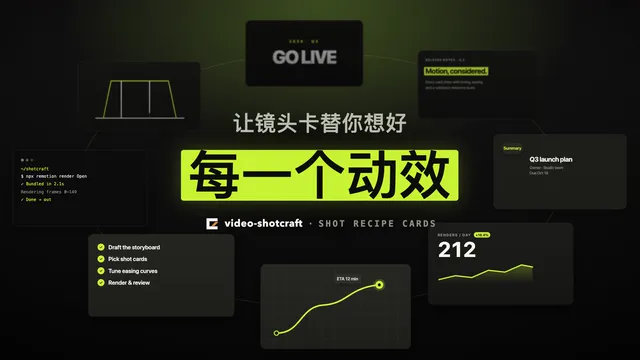 GO LIVE
Motion, considered.
让镜头卡替你想好
每一个动效
video-shotcraft · SHOT RECIPE CARDS
~/shotcraft
$ npx remotion render Open
✓ Bundled in 2.1s
Rendering frames 0–149
✓ Done → out
Summary
Q3 launch plan
Draft the storyboard
Pick shot cards
Tune easing curves
Render & review
ETA 12 min
RENDERS / DAY
212